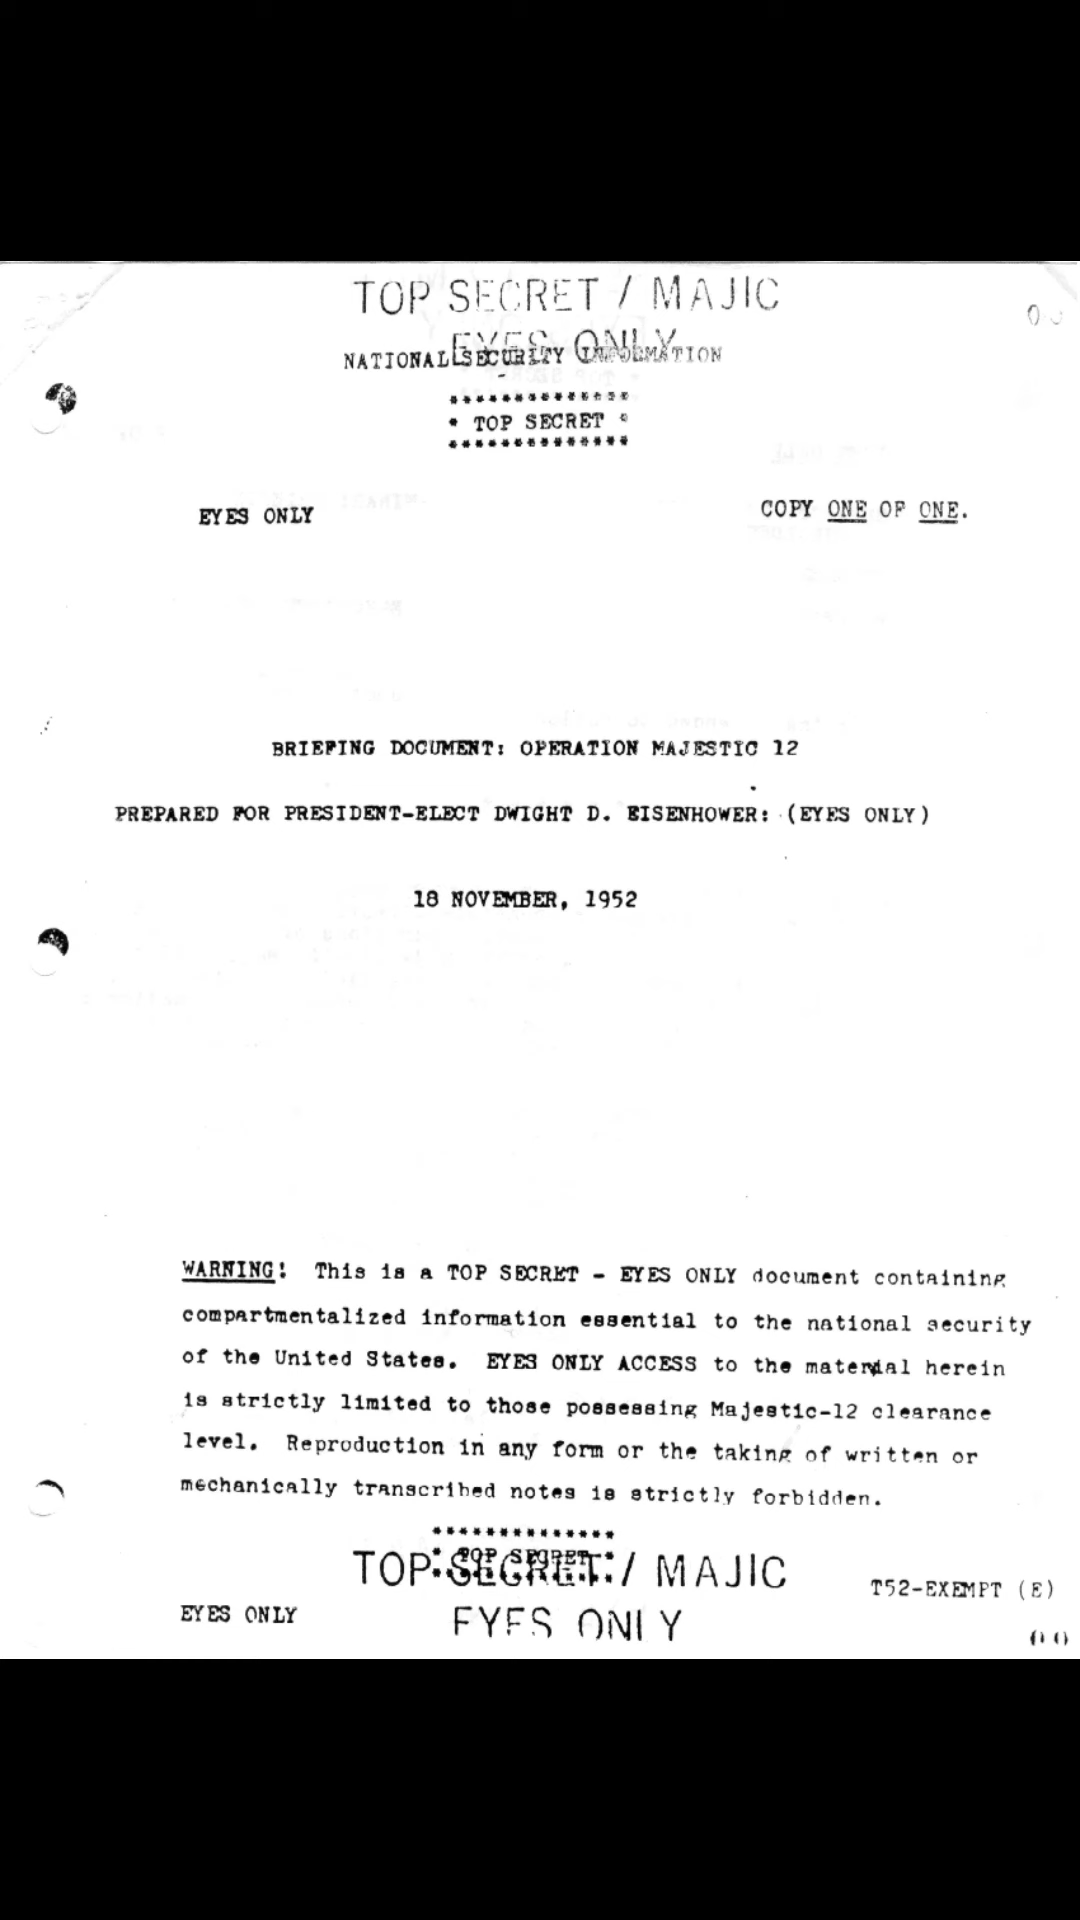 TOP SECRET / MAJIC
EYES ONLY
NATIONAL SECURITY INFORMATION
**************
* TOP SECRET *
**************
EYES ONLY
COPY ONE OF ONE.
BRIEFING DOCUMENT: OPERATION MAJESTIC 12
PREPARED FOR PRESIDENT-ELECT DWIGHT D. EISENHOWER: (EYES ONLY)
18 NOVEMBER, 1952
WARNING! This is a TOP SECRET - EYES ONLY document containing
compartmentalized information essential to the national security
of the United States. EYES ONLY ACCESS to the material herein
is strictly limited to those possessing Majestic-12 clearance
level. Reproduction in any form or the taking of written or
mechanically transcribed notes is strictly forbidden.
**************
* TOP SECRET *
TOP SECRET / MAJIC
EYES ONLY
T52-EXEMPT (E)
EYES ONLY